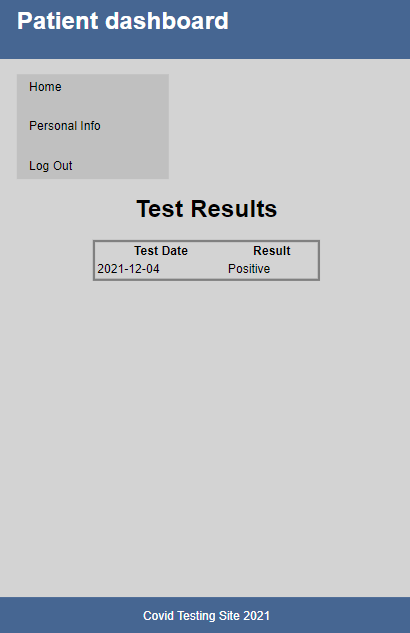 Patient dashboard
Home
Personal Info
Log Out
Test Results
Test Date Result
2021-12-04 Positive
Covid Testing Site 2021